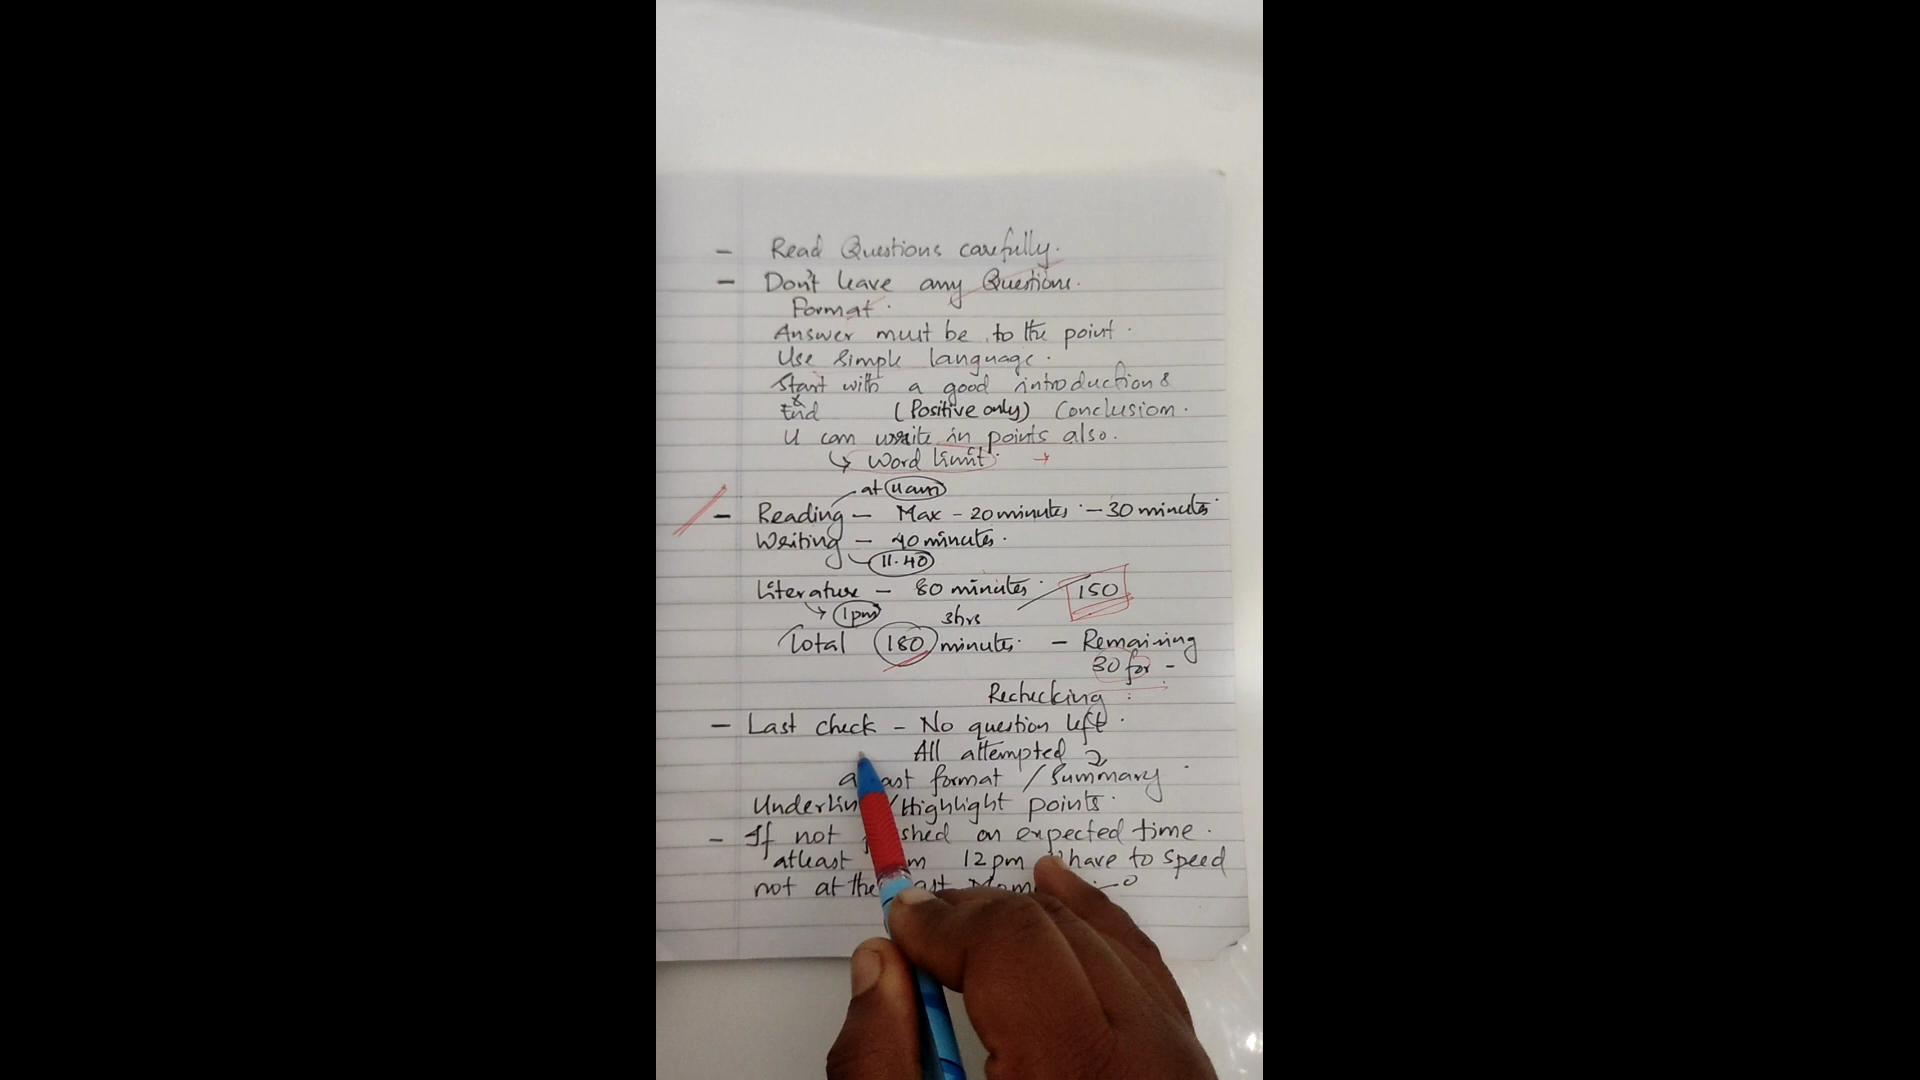 - Read Questions carefully.
- Don't leave any Questions.
Format.
Answer must be to the point.
Use simple language.
Start with a good introduction &
& End (Positive only) Conclusion.
U can write in points also.
↳ Word limit. →
at 11am
- Reading - Max - 20 minutes - 30 minutes
Writing - 40 minutes.
11.40
Literature - 80 minutes. 150
→ 1pm 3hrs
Total 180 minutes. - Remaining
30 for -
Rechecking :
- Last check - No question left.
All attempted
format / Summary
/Highlight points.
- If not on expected time.
atleast 12pm have to speed
not at the